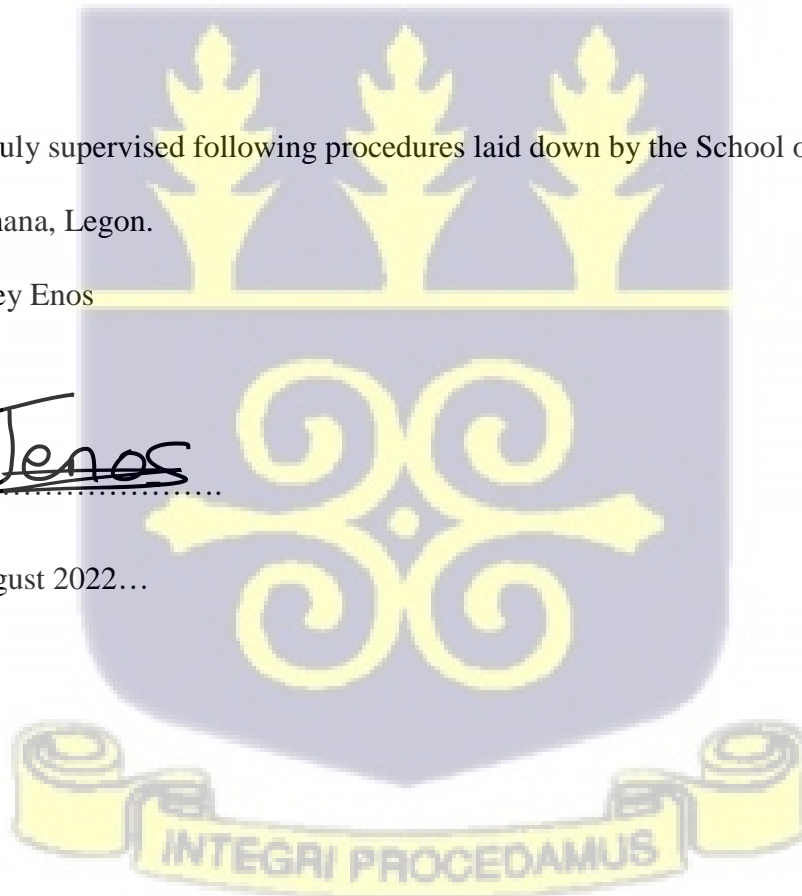 uly supervised following procedures laid down by the School o
ana, Legon.
ey Enos
Jenos
…………………….
gust 2022…
INTEGRI PROCEDAMUS